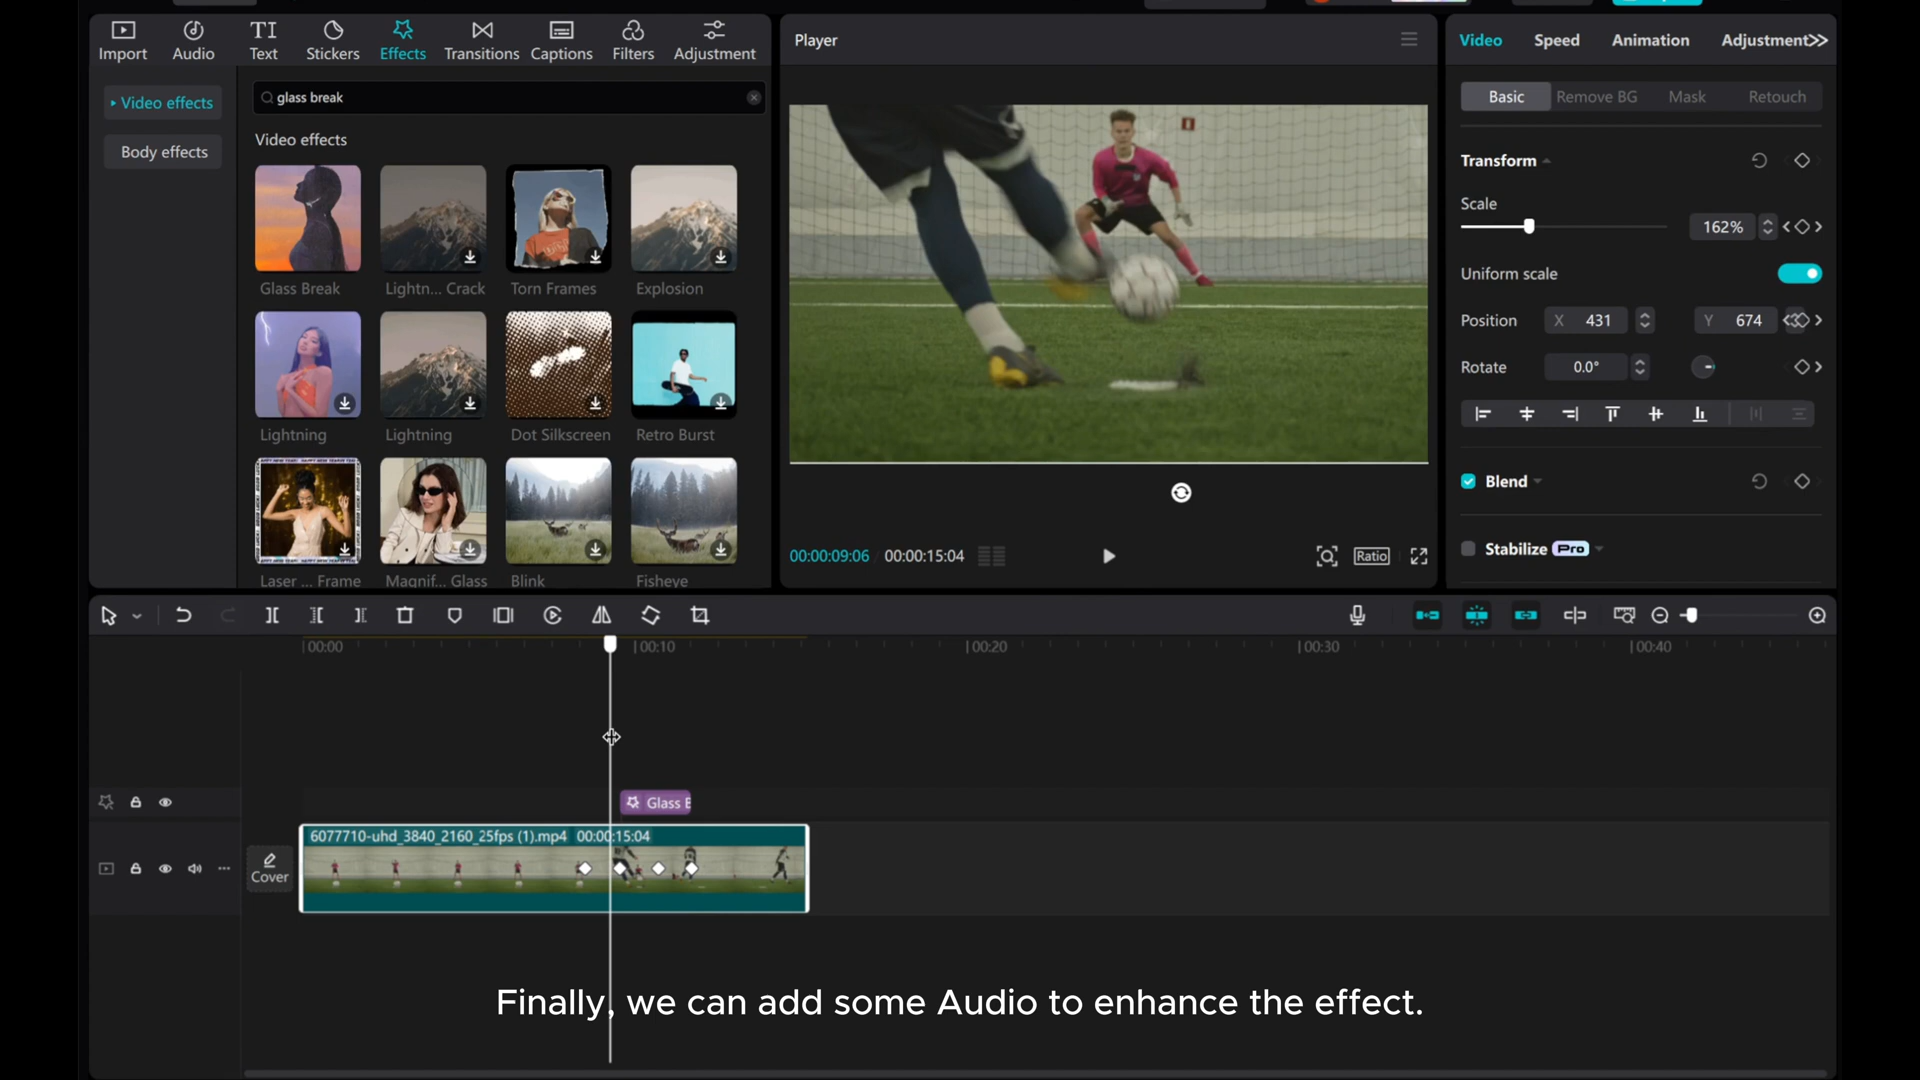 Import
Audio
Text
Stickers
Effects
Transitions
Captions
Filters
Adjustment
Video effects
Body effects
glass break
Video effects
Glass Break
Lightn... Crack
Torn Frames
Explosion
Lightning
Lightning
Dot Silkscreen
Retro Burst
Laser ... Frame
Magnif... Glass
Blink
Fisheye
Player
00:00:09:06
00:00:15:04
Ratio
Video
Speed
Animation
Adjustment
Basic
Remove BG
Mask
Retouch
Transform
Scale
162%
Uniform scale
Position
X 431
Y 674
Rotate
0.0°
Blend
Stabilize Pro
00:00
00:10
00:20
00:30
00:40
Glass B
6077710-uhd_3840_2160_25fps (1).mp4 00:00:15:04
Cover
Finally, we can add some Audio to enhance the effect.